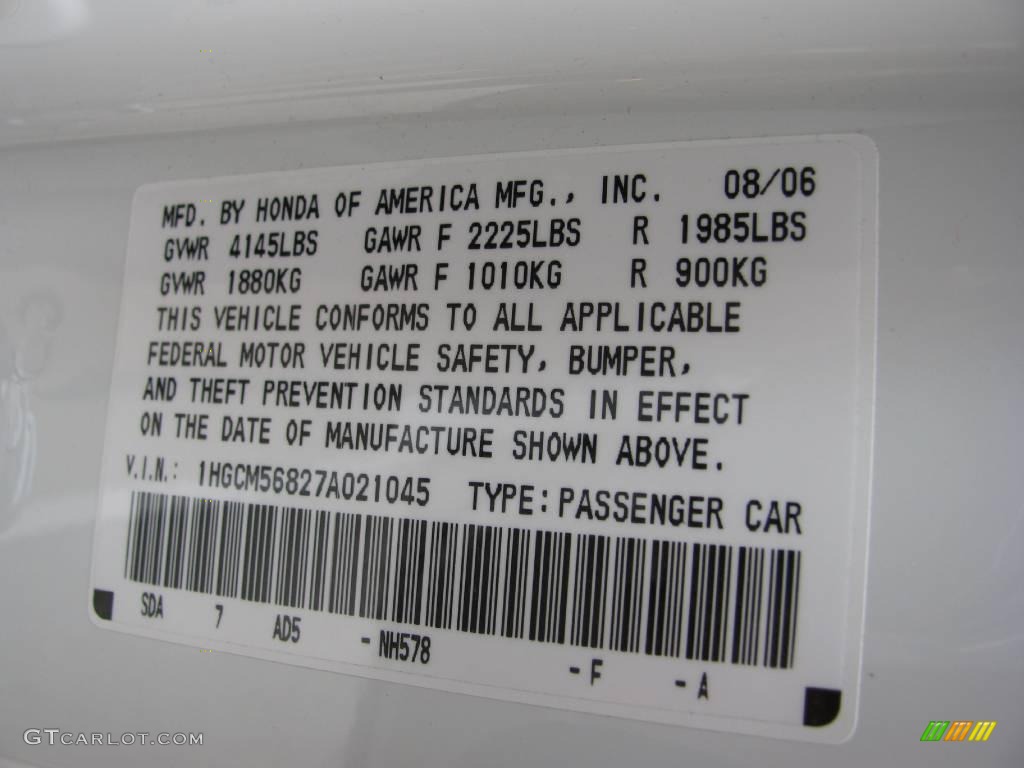 MFD. BY HONDA OF AMERICA MFG., INC. 08/06
GVWR 4145LBS GAWR F 2225LBS R 1985LBS
GVWR 1880KG GAWR F 1010KG R 900KG
THIS VEHICLE CONFORMS TO ALL APPLICABLE
FEDERAL MOTOR VEHICLE SAFETY, BUMPER,
AND THEFT PREVENTION STANDARDS IN EFFECT
ON THE DATE OF MANUFACTURE SHOWN ABOVE.
V.I.N.: 1HGCM56827A021045 TYPE: PASSENGER CAR
SDA 7 AD5 - NH578 - F - A
GTCARLOT.COM